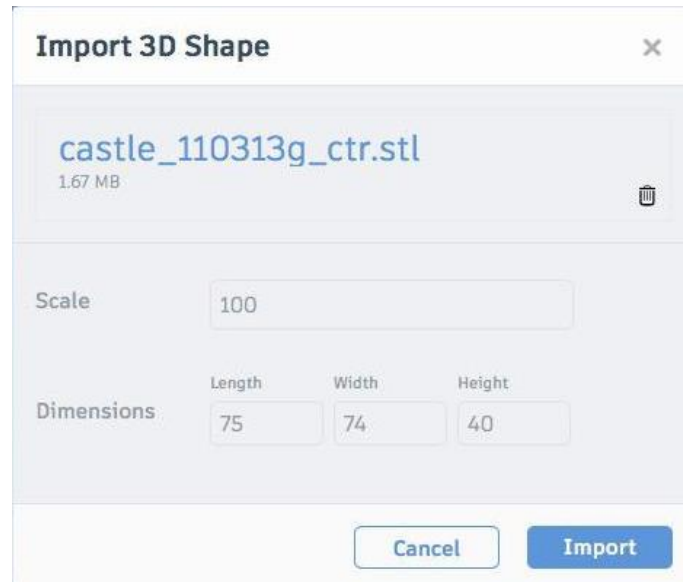 Import 3D Shape
castle_110313g_ctr.stl
1.67 MB
Scale 100
Length Width Height
Dimensions 75 74 40
Cancel Import